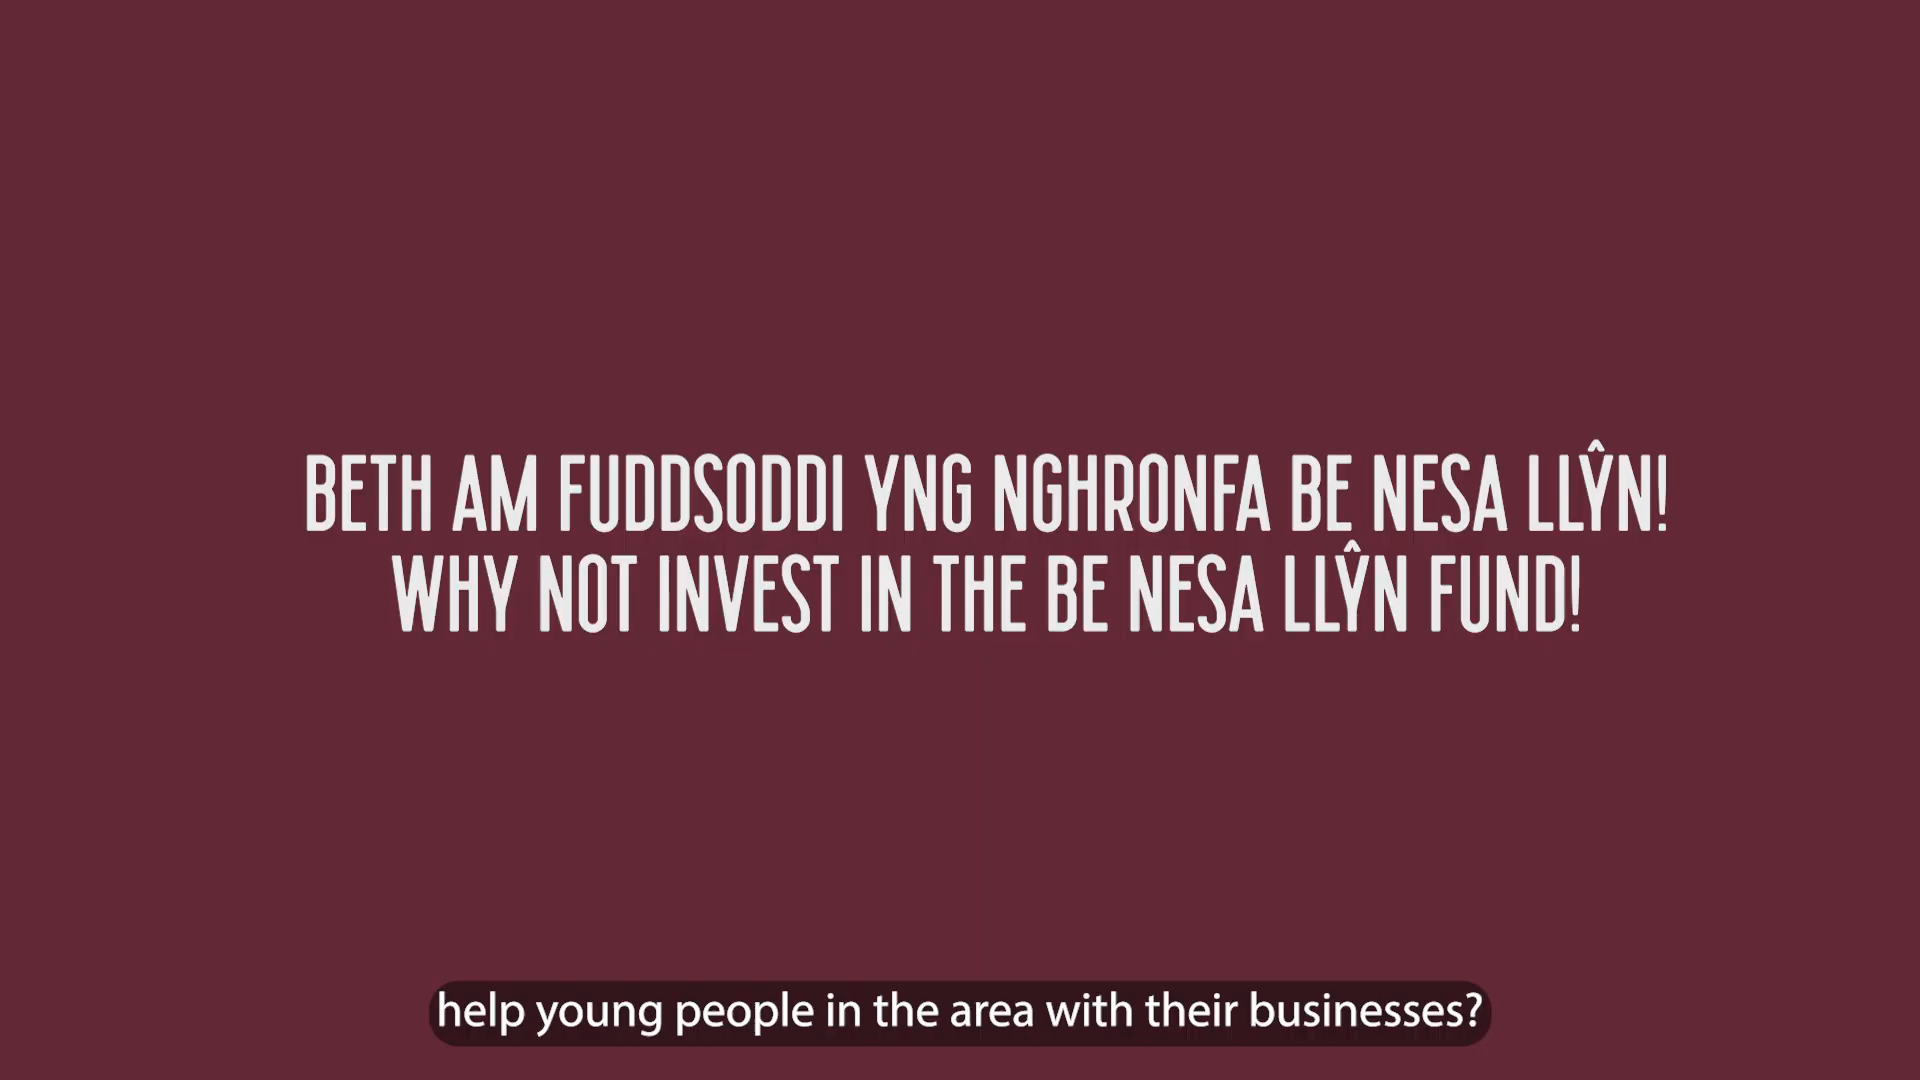 BETH AM FUDDSODDI YNG NGHRONFA BE NESA LLŶN!
WHY NOT INVEST IN THE BE NESA LLŶN FUND!
help young people in the area with their businesses?